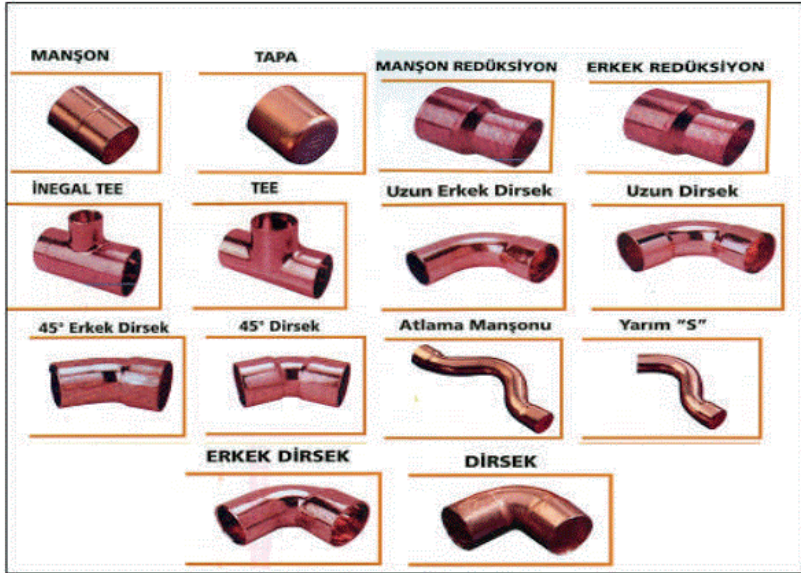 MANŞON
TAPA
MANŞON REDÜKSİYON
ERKEK REDÜKSİYON
İNEGAL TEE
TEE
Uzun Erkek Dirsek
Uzun Dirsek
45° Erkek Dirsek
45° Dirsek
Atlama Manşonu
Yarım “S”
ERKEK DİRSEK
DİRSEK